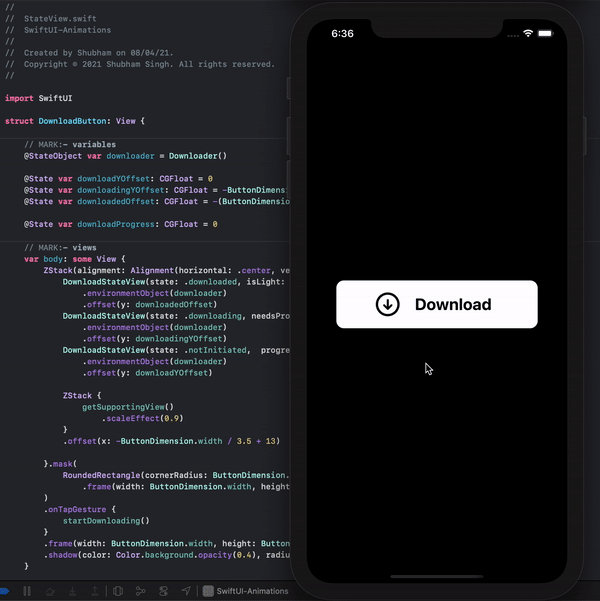 //
//  StateView.swift
//  SwiftUI-Animations
//
//  Created by Shubham on 08/04/21.
//  Copyright © 2021 Shubham Singh. All rights reserved.
//
import SwiftUI
struct DownloadButton: View {
// MARK:- variables
@StateObject var downloader = Downloader()
@State var downloadYOffset: CGFloat = 0
@State var downloadingYOffset: CGFloat = -ButtonDimens
@State var downloadedOffset: CGFloat = -(ButtonDimensio
@State var downloadProgress: CGFloat = 0
// MARK:- views
var body: some View {
ZStack(alignment: Alignment(horizontal: .center, ve
DownloadStateView(state: .downloaded, isLight:
.environmentObject(downloader)
.offset(y: downloadedOffset)
DownloadStateView(state: .downloading, needsPro
.environmentObject(downloader)
.offset(y: downloadingYOffset)
DownloadStateView(state: .notInitiated,  progre
.environmentObject(downloader)
.offset(y: downloadYOffset)
ZStack {
getSupportingView()
.scaleEffect(0.9)
}
.offset(x: -ButtonDimension.width / 3.5 + 13)
}.mask(
RoundedRectangle(cornerRadius: ButtonDimension.
.frame(width: ButtonDimension.width, height
)
.onTapGesture {
startDownloading()
}
.frame(width: ButtonDimension.width, height: Button
.shadow(color: Color.background.opacity(0.4), radiu
}
SwiftUI-Animations
6:36
Download